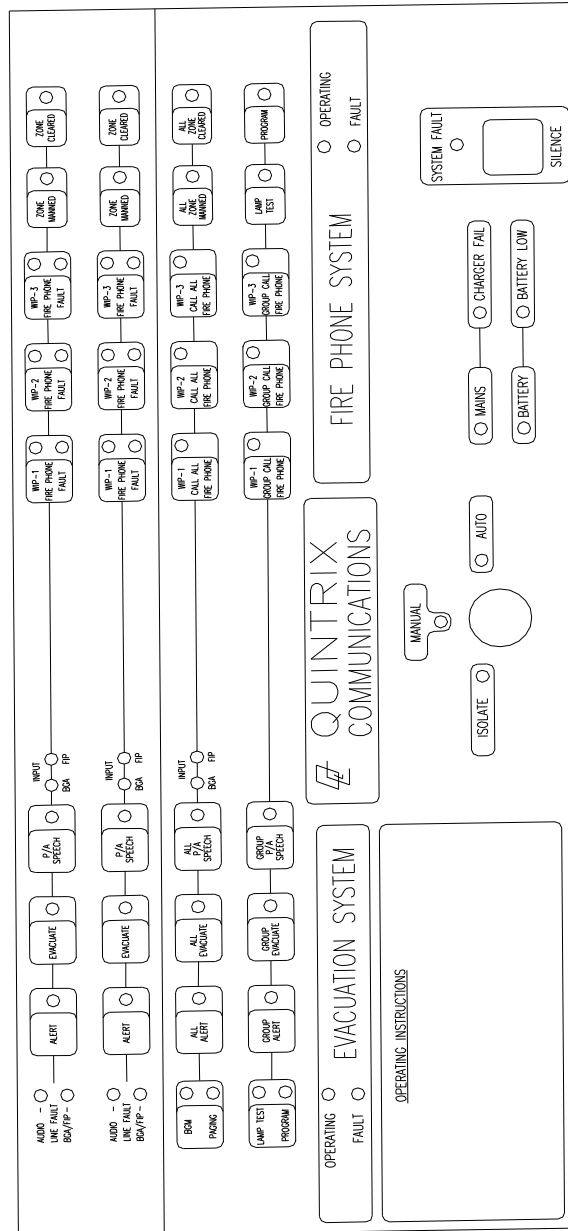 AUDIO -
LINE FAULT
BGA/FIP -
ALERT
EVACUATE
P/A
SPEECH
INPUT
BGA
FIP
WIP-1
FIRE PHONE
FAULT
WIP-2
FIRE PHONE
FAULT
WIP-3
FIRE PHONE
FAULT
ZONE
MANNED
ZONE
CLEARED
AUDIO -
LINE FAULT
BGA/FIP -
ALERT
EVACUATE
P/A
SPEECH
INPUT
BGA
FIP
WIP-1
FIRE PHONE
FAULT
WIP-2
FIRE PHONE
FAULT
WIP-3
FIRE PHONE
FAULT
ZONE
MANNED
ZONE
CLEARED
BGM
PAGING
ALL
ALERT
ALL
EVACUATE
ALL
P/A
SPEECH
INPUT
BGA
FIP
WIP-1
CALL ALL
FIRE PHONE
WIP-2
CALL ALL
FIRE PHONE
WIP-3
CALL ALL
FIRE PHONE
ALL
ZONE
MANNED
ALL
ZONE
CLEARED
LAMP TEST
PROGRAM
GROUP
ALERT
GROUP
EVACUATE
GROUP
P/A
SPEECH
WIP-1
GROUP CALL
FIRE PHONE
WIP-2
GROUP CALL
FIRE PHONE
WIP-3
GROUP CALL
FIRE PHONE
LAMP
TEST
PROGRAM
OPERATING
FAULT
EVACUATION SYSTEM
QUINTRIX
COMMUNICATIONS
FIRE PHONE SYSTEM
OPERATING
FAULT
OPERATING INSTRUCTIONS
ISOLATE
MANUAL
AUTO
MAINS
CHARGER FAIL
BATTERY
BATTERY LOW
SYSTEM FAULT
SILENCE